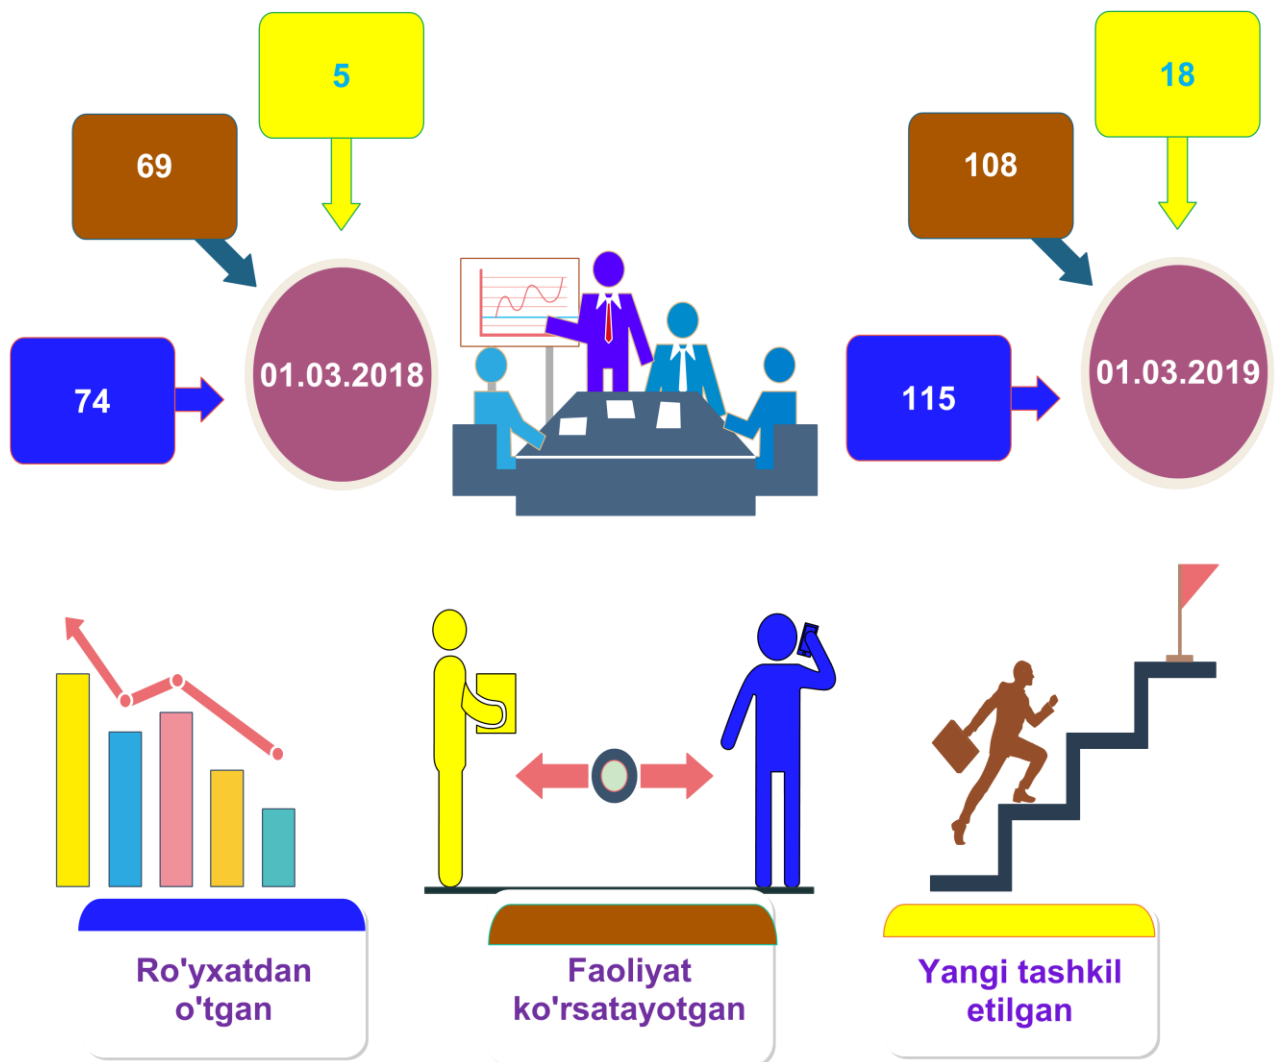 5
69
01.03.2018
74
18
108
01.03.2019
115
Ro'yxatdan
o'tgan
Faoliyat
ko'rsatayotgan
Yangi tashkil
etilgan